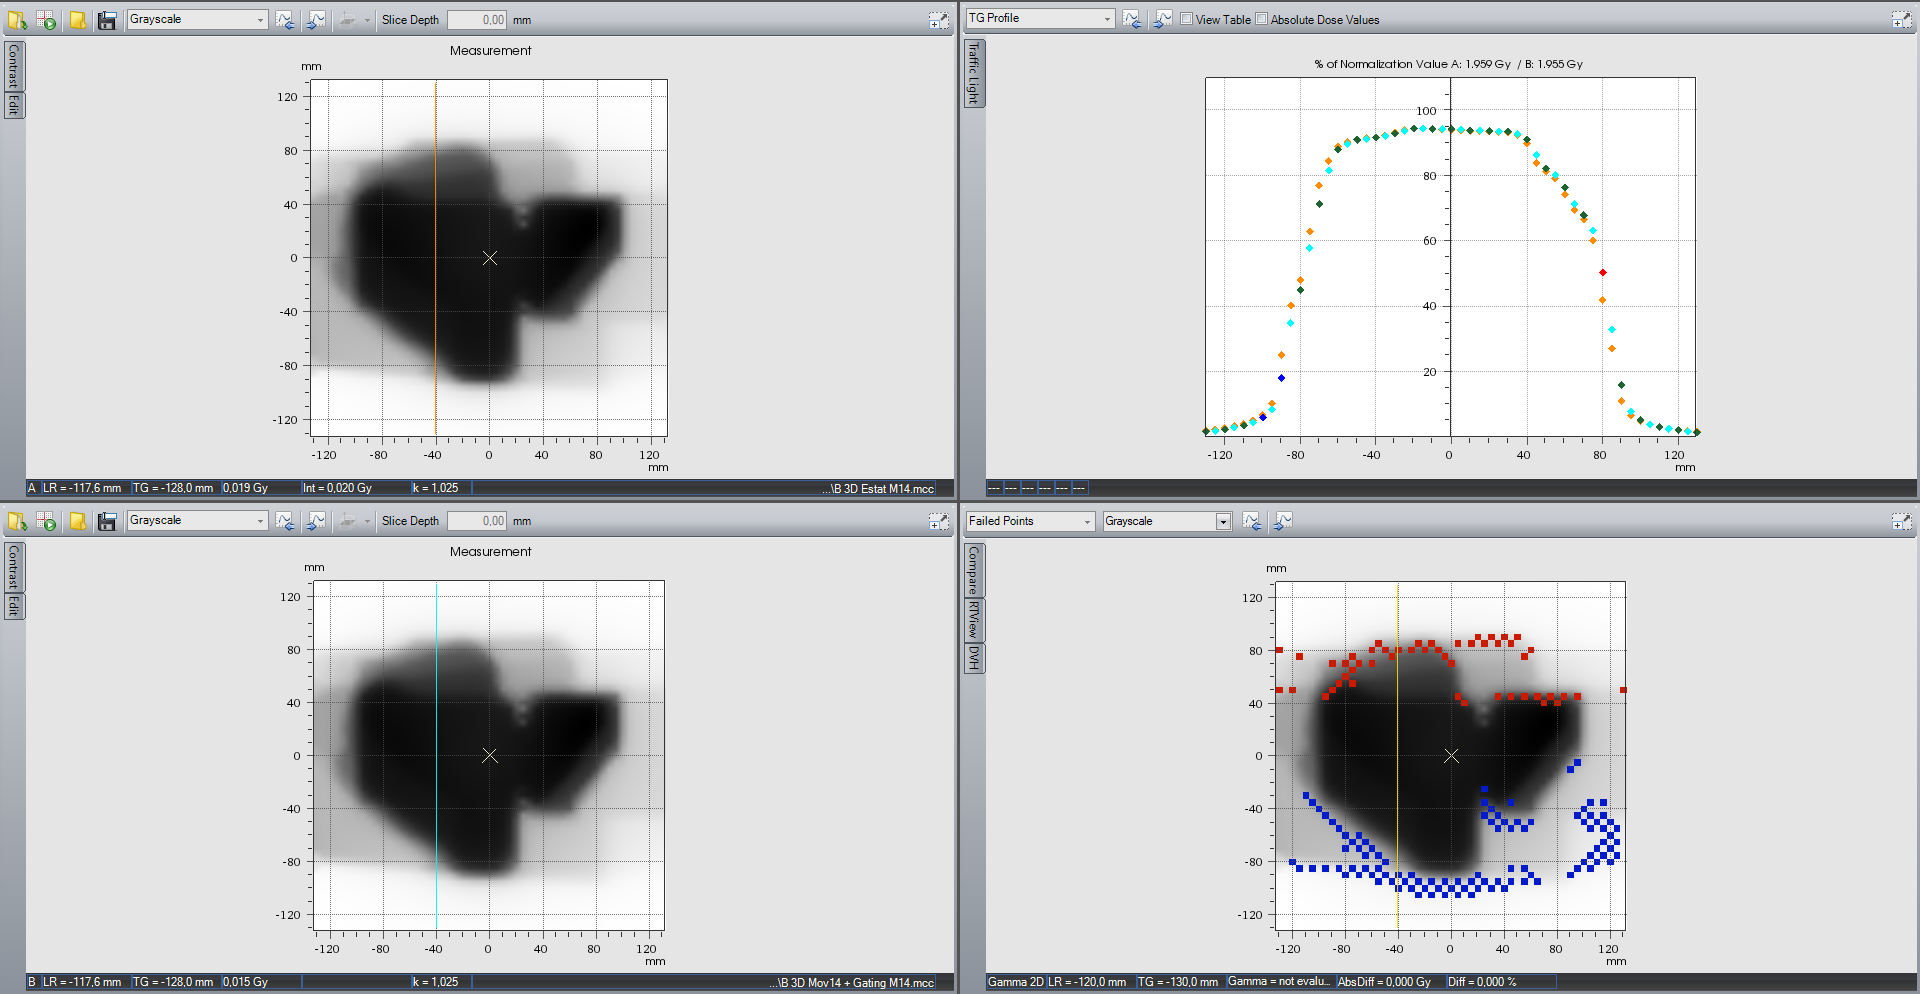 Grayscale
Slice Depth 0,00 mm
Contrast
Edit
Measurement
mm
120
80
40
0
-40
-80
-120
-120 -80 -40 0 40 80 120
mm
A LR = -117,6 mm TG = -128,0 mm 0,019 Gy Int = 0,020 Gy k = 1,025 ...\B 3D Estat M14.mcc
TG Profile View Table Absolute Dose Values
Traffic Light
% of Normalization Value A: 1.959 Gy / B: 1.955 Gy
100
80
60
40
20
-120 -80 -40 0 40 80 120
mm
--- --- --- --- --- ---
Grayscale
Slice Depth 0,00 mm
Contrast
Edit
Measurement
mm
120
80
40
0
-40
-80
-120
-120 -80 -40 0 40 80 120
mm
B LR = -117,6 mm TG = -128,0 mm 0,015 Gy k = 1,025 ...\B 3D Mov14 + Gating M14.mcc
Failed Points Grayscale
Compare
RTView
DVH
mm
120
80
40
0
-40
-80
-120
-120 -80 -40 0 40 80 120
mm
Gamma 2D LR = -120,0 mm TG = -130,0 mm Gamma = not evalu... AbsDiff = 0,000 Gy Diff = 0,000 %